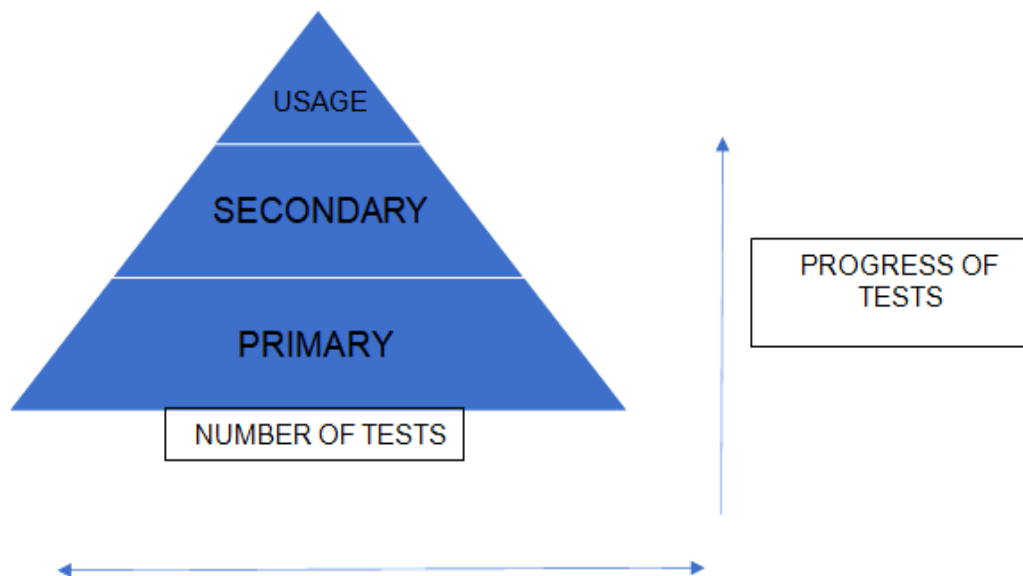 USAGE
SECONDARY
PRIMARY
NUMBER OF TESTS
PROGRESS OF
TESTS